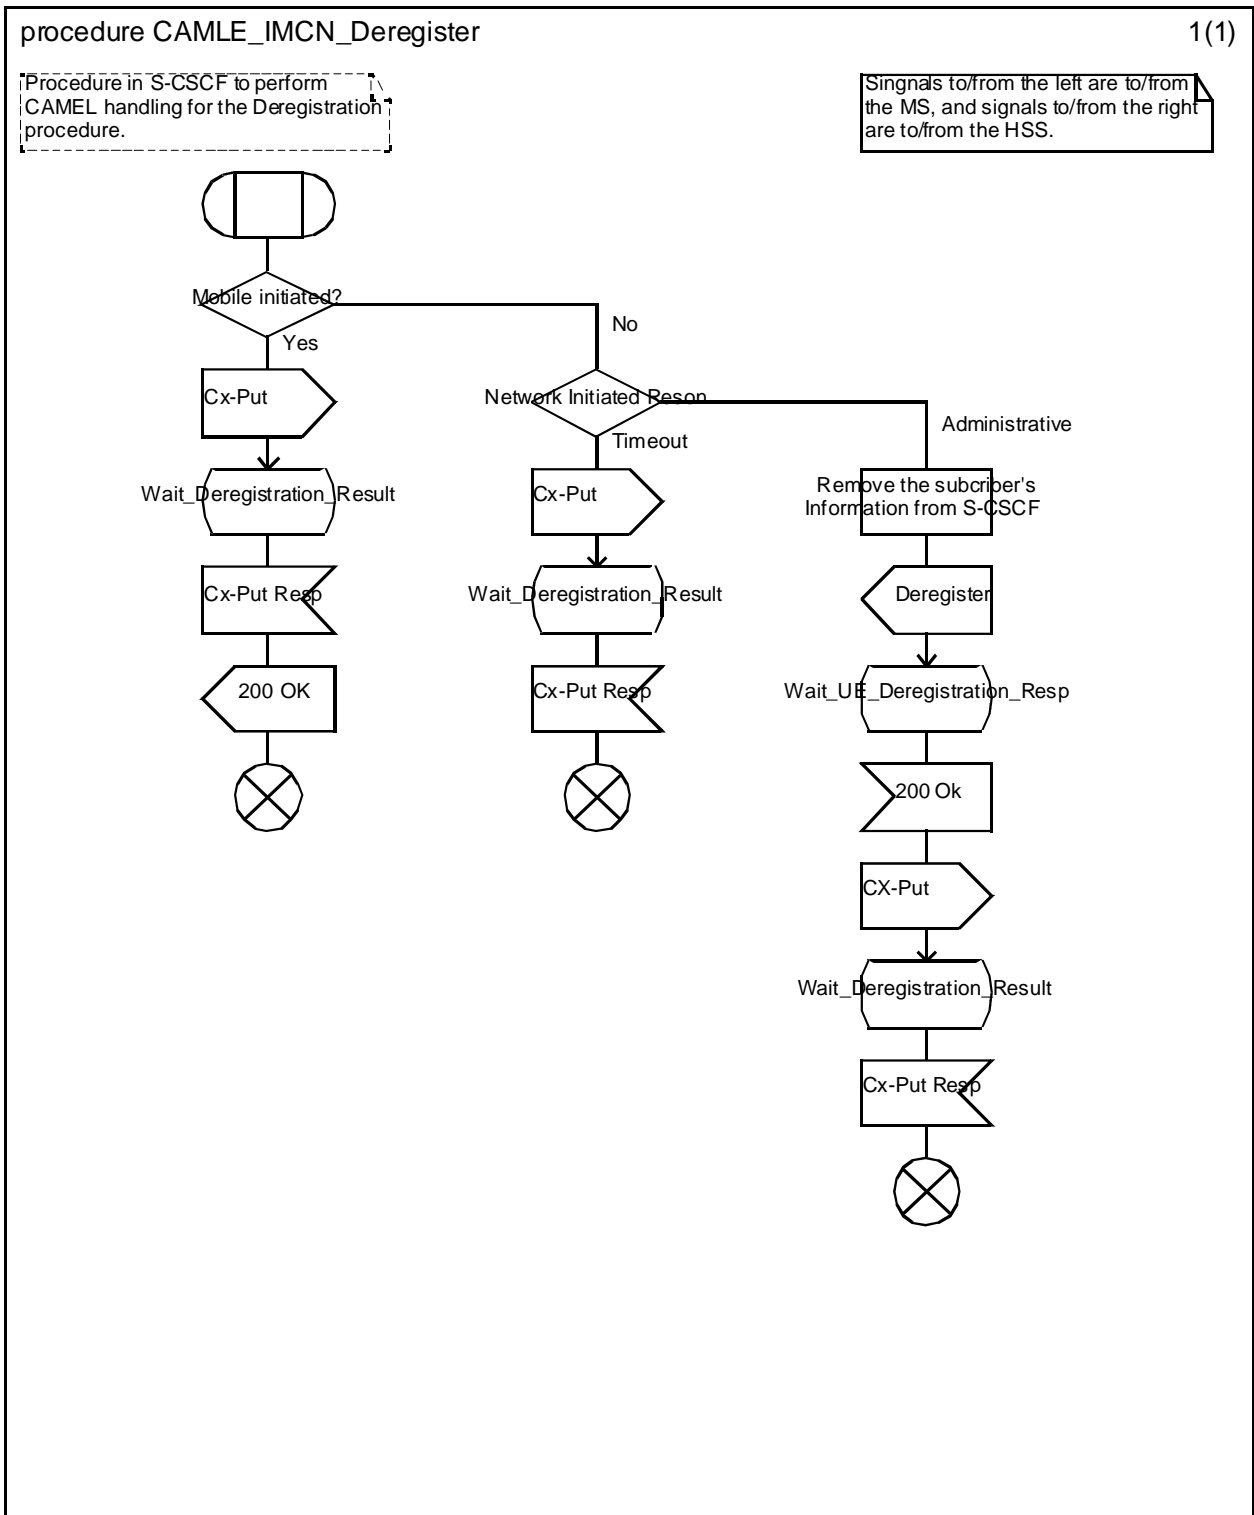 procedure CAMLE_IMCN_Deregister
1(1)
Procedure in S-CSCF to perform
CAMEL handling for the Deregistration
procedure.
Singnals to/from the left are to/from
the MS, and signals to/from the right
are to/from the HSS.
Mobile initiated?
No
Yes
Cx-Put
Network Initiated Reson
Administrative
Timeout
Wait_Deregistration_Result
Cx-Put
Remove the subcriber's
Information from S-CSCF
Cx-Put Resp
Wait_Deregistration_Result
Deregister
200 OK
Cx-Put Resp
Wait_UE_Deregistration_Resp
200 Ok
CX-Put
Wait_Deregistration_Result
Cx-Put Resp